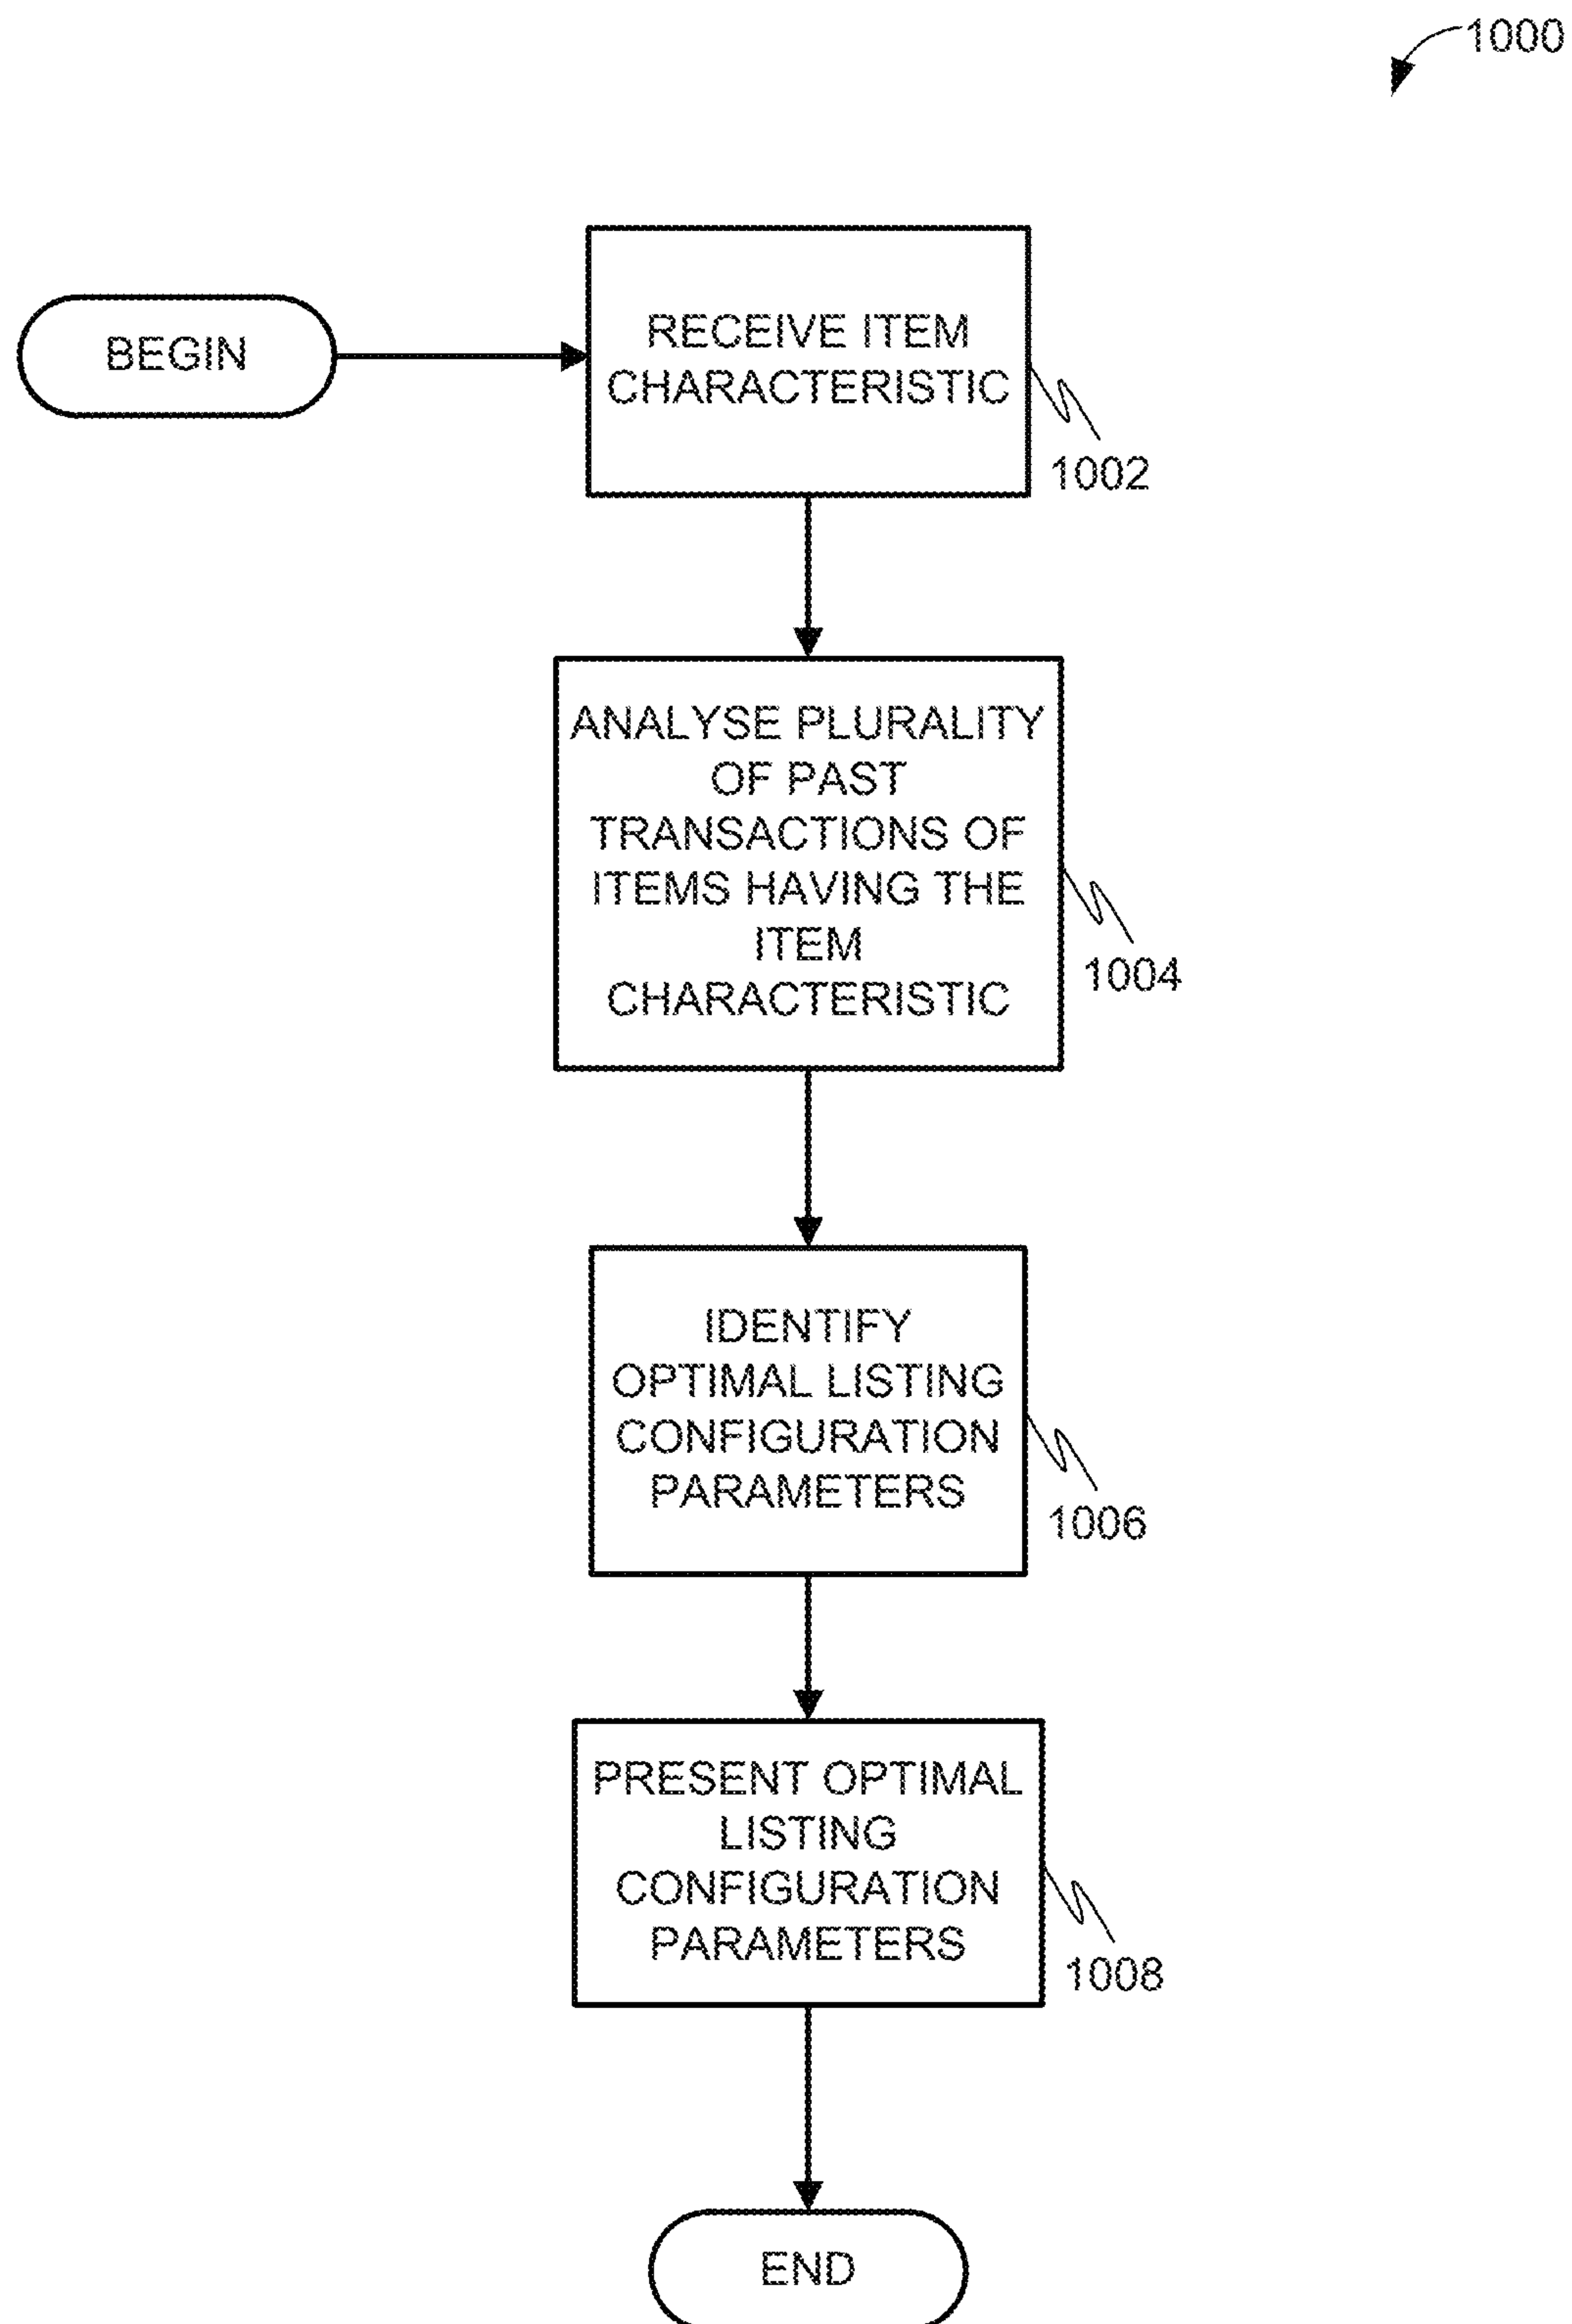 1000
BEGIN
RECEIVE ITEM
CHARACTERISTIC
1002
ANALYSE PLURALITY
OF PAST
TRANSACTIONS OF
ITEMS HAVING THE
ITEM
CHARACTERISTIC
1004
IDENTIFY
OPTIMAL LISTING
CONFIGURATION
PARAMETERS
1006
PRESENT OPTIMAL
LISTING
CONFIGURATION
PARAMETERS
1008
END